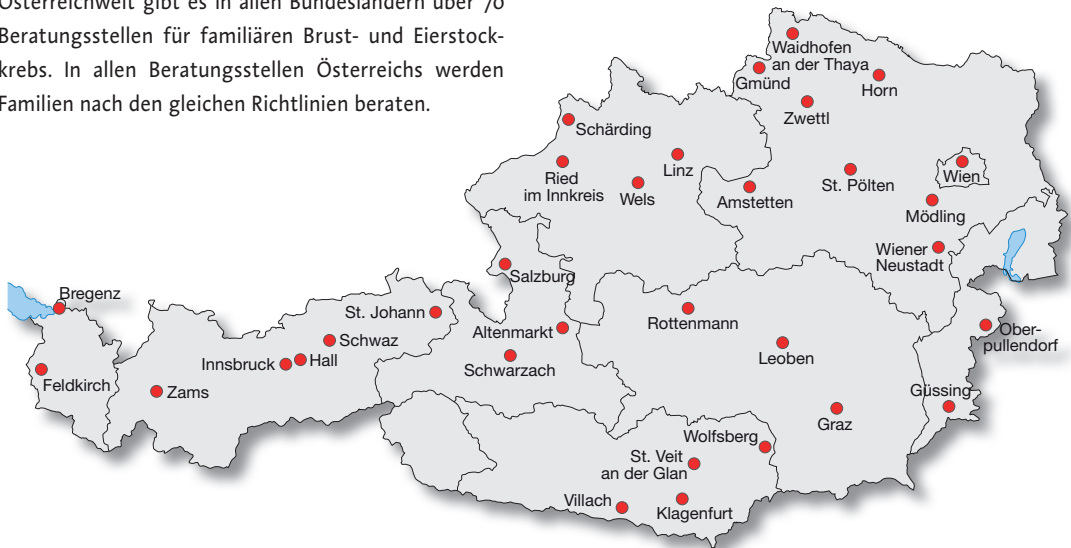 Österreichweit gibt es in allen Bundesländern über 70
Beratungsstellen für familiären Brust- und Eierstock-
krebs. In allen Beratungsstellen Österreichs werden
Familien nach den gleichen Richtlinien beraten.
Waidhofen
an der Thaya
Gmünd
Horn
Zwettl
Schärding
Linz
Ried
im Innkreis
Wels
Amstetten
St. Pölten
Wien
Mödling
Wiener
Neustadt
Salzburg
Bregenz
St. Johann
Altenmarkt
Rottenmann
Ober-
pullendorf
Schwaz
Innsbruck
Hall
Schwarzach
Leoben
Feldkirch
Zams
Güssing
Graz
Wolfsberg
St. Veit
an der Glan
Villach
Klagenfurt